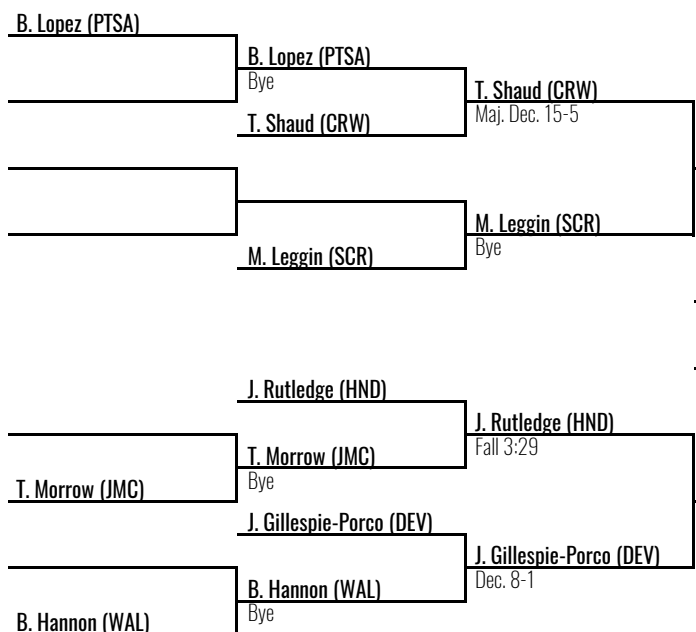 B. Lopez (PTSA)
B. Lopez (PTSA)
Bye
T. Shaud (CRW)
T. Shaud (CRW)
Maj. Dec. 15-5
M. Leggin (SCR)
M. Leggin (SCR)
Bye
J. Rutledge (HND)
J. Rutledge (HND)
Fall 3:29
T. Morrow (JMC)
Bye
T. Morrow (JMC)
J. Gillespie-Porco (DEV)
J. Gillespie-Porco (DEV)
Dec. 8-1
B. Hannon (WAL)
Bye
B. Hannon (WAL)